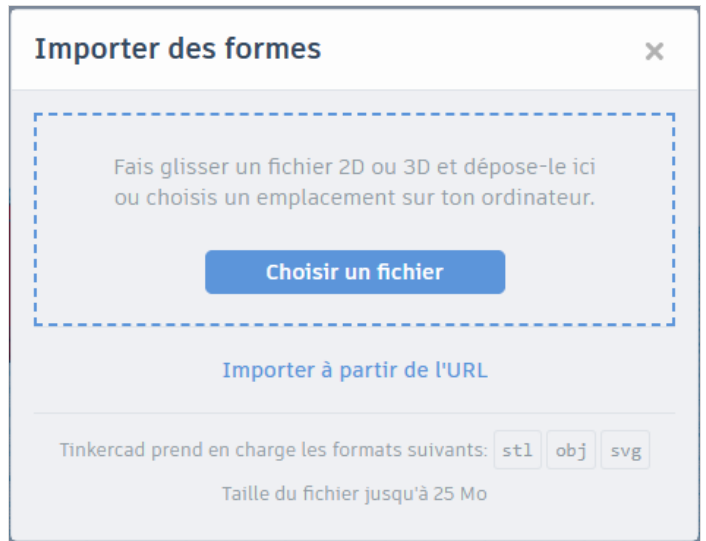 Importer des formes
Fais glisser un fichier 2D ou 3D et dépose-le ici
ou choisis un emplacement sur ton ordinateur.
Choisir un fichier
Importer à partir de l'URL
Tinkercad prend en charge les formats suivants: stl obj svg
Taille du fichier jusqu'à 25 Mo